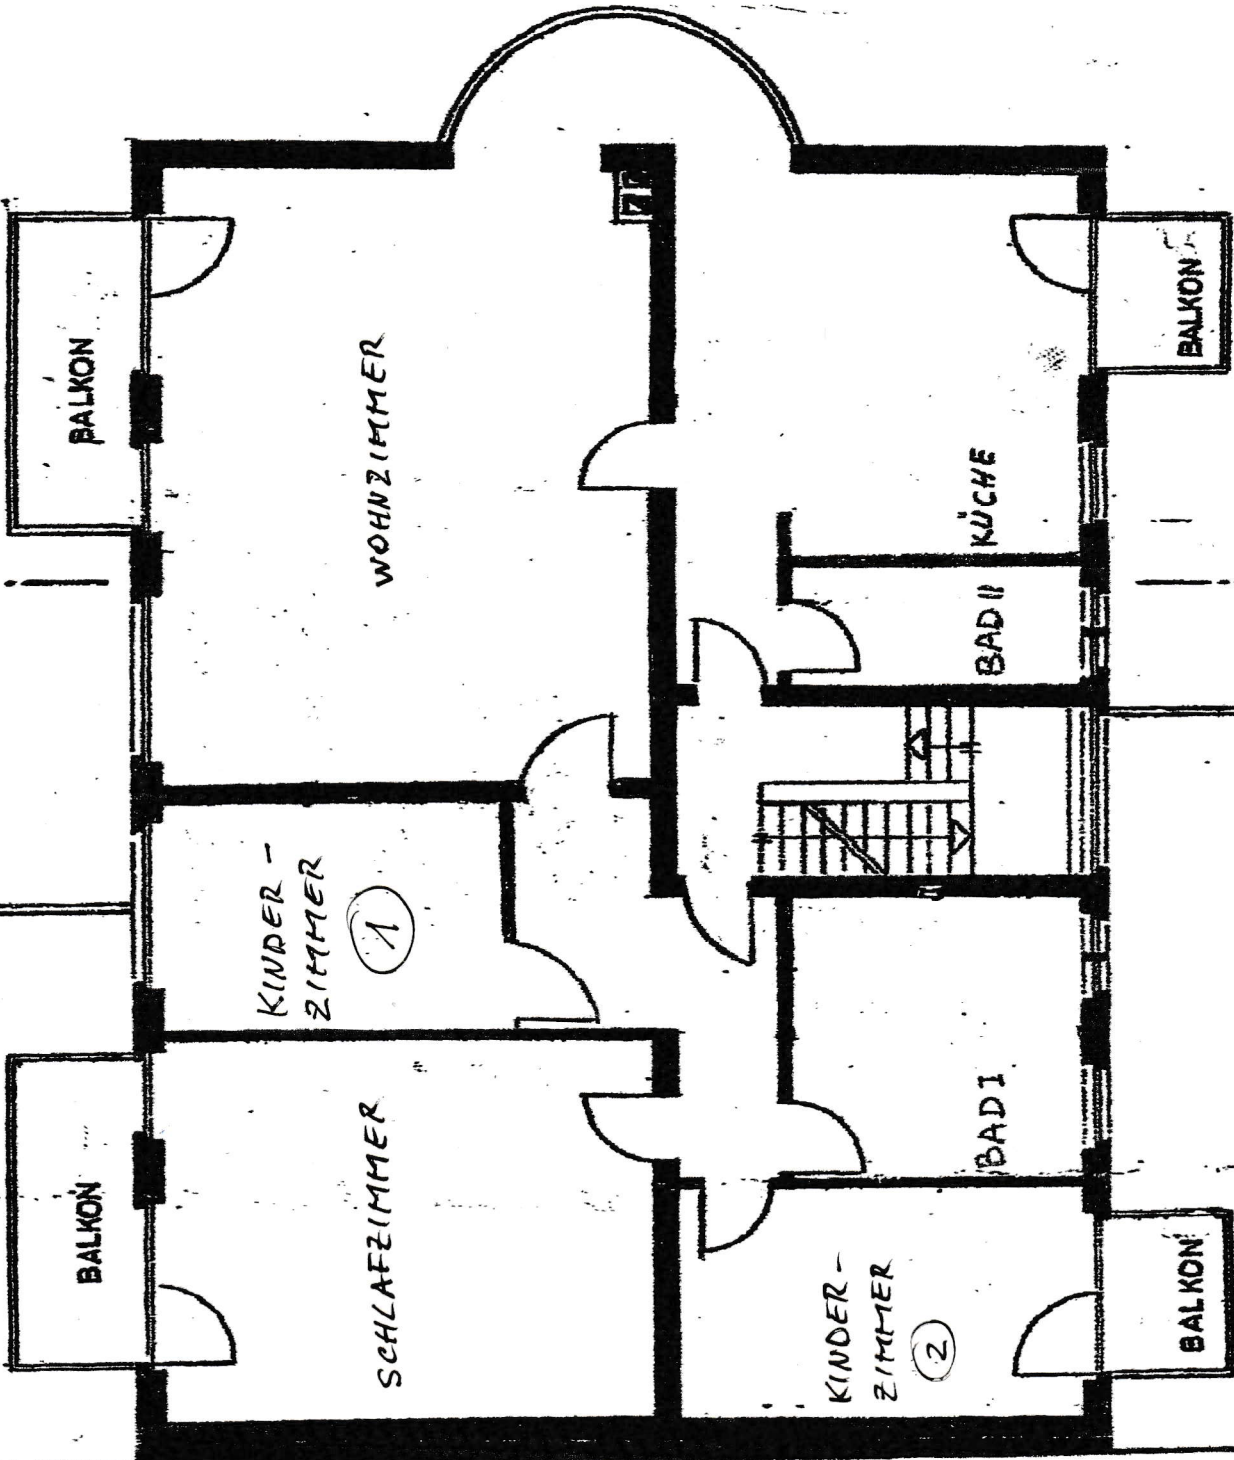 BALKON
WOHNZIMMER
KÜCHE
BALKON
BAD II
KINDER-
ZIMMER
1
BALKON
SCHLAFZIMMER
BAD I
KINDER-
ZIMMER
2
BALKON